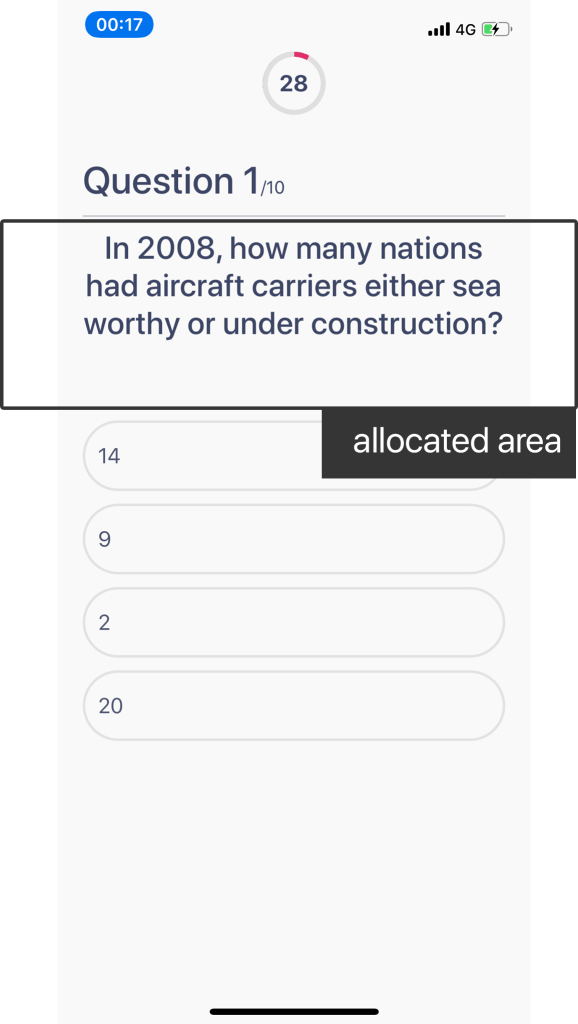 00:17
4G
28
Question 1/10
In 2008, how many nations
had aircraft carriers either sea
worthy or under construction?
allocated area
14
9
2
20